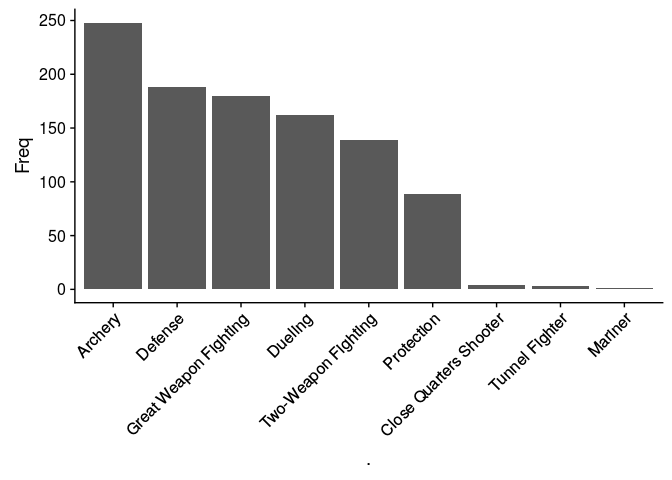 250
200
150
100
50
0
Freq
Archery
Defense
Great Weapon Fighting
Dueling
Two-Weapon Fighting
Protection
Close Quarters Shooter
Tunnel Fighter
Mariner
.